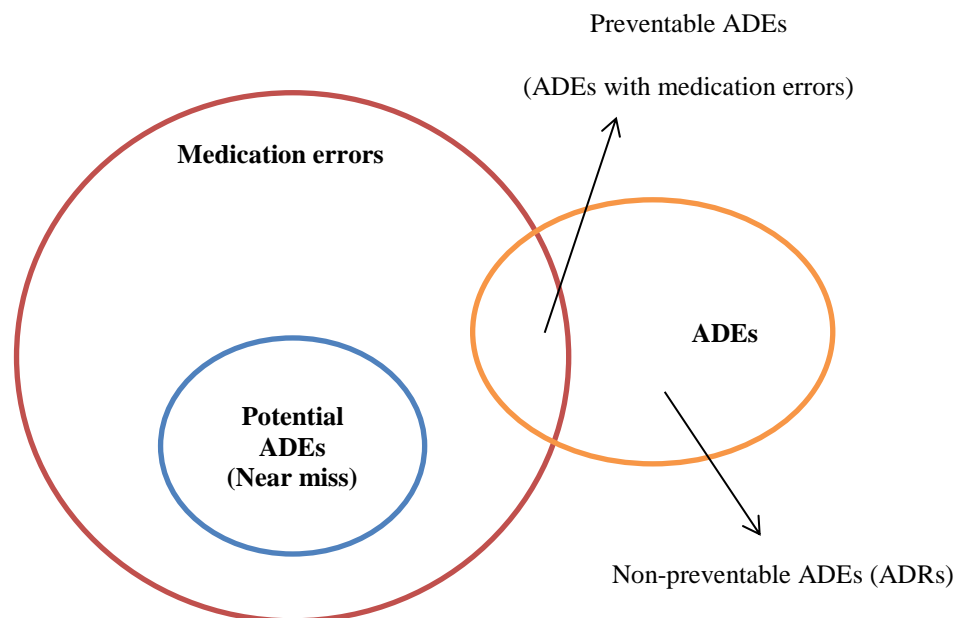 Preventable ADEs
(ADEs with medication errors)
Medication errors
ADEs
Potential
ADEs
(Near miss)
Non-preventable ADEs (ADRs)